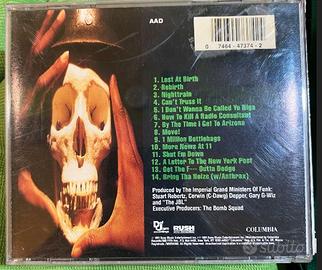 AAD
0 7464-47374-2
1. Lost At Birth
2. Rebirth
3. Nighttrain
4. Can't Truss It
5. I Don't Wanna Be Called Yo Niga
6. How To Kill A Radio Consultant
7. By The Time I Get To Arizona
8. Move!
9. 1 Million Bottlebags
10. More News At 11
11. Shut Em Down
12. A Letter To The New York Post
13. Get The F--- Outta Dodge
14. Bring Tha Noize (w/Anthrax)
Produced by The Imperial Grand Ministers Of Funk:
Stuart Robertz, Cerwin (C-Dawg) Depper, Gary G-Wiz
and "The JBL"
Executive Producers: The Bomb Squad
Def Jam
RUSH
COLUMBIA
subito